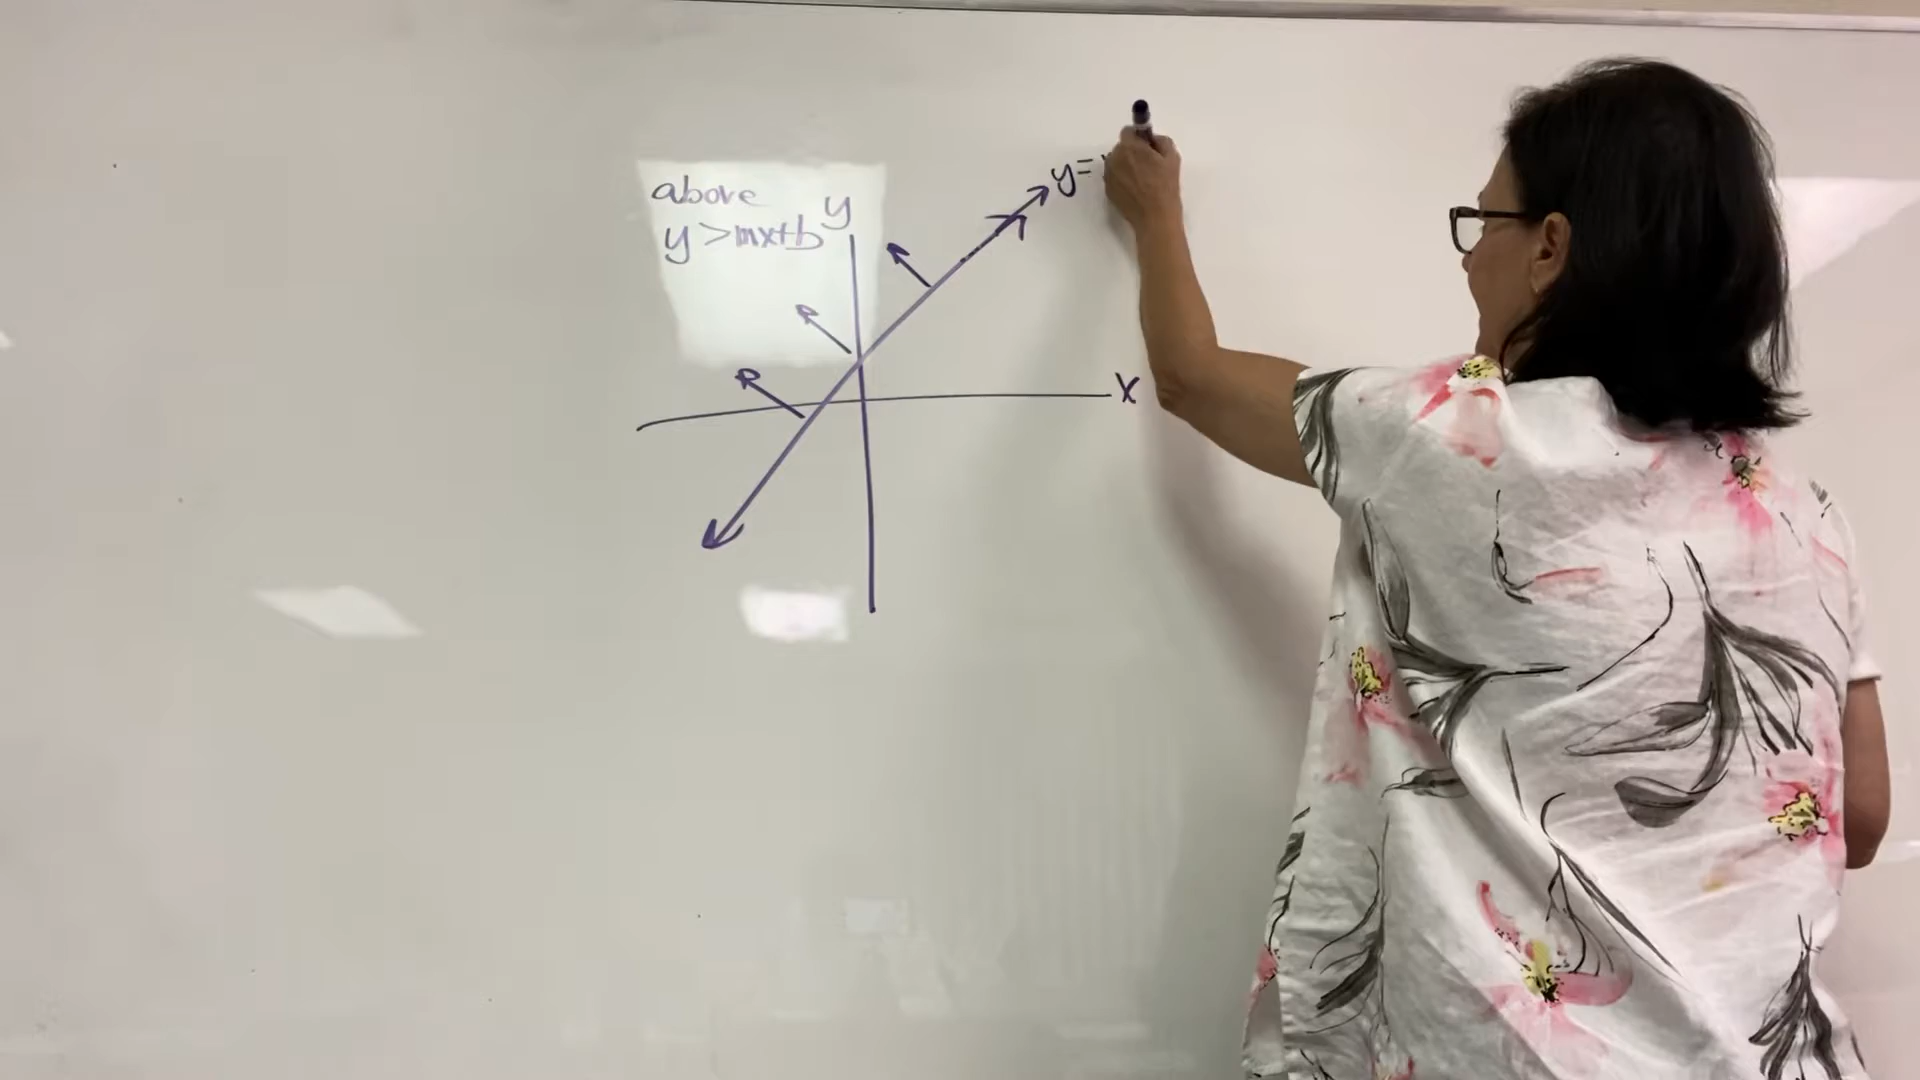 above
y > mx+b
y
y =
x